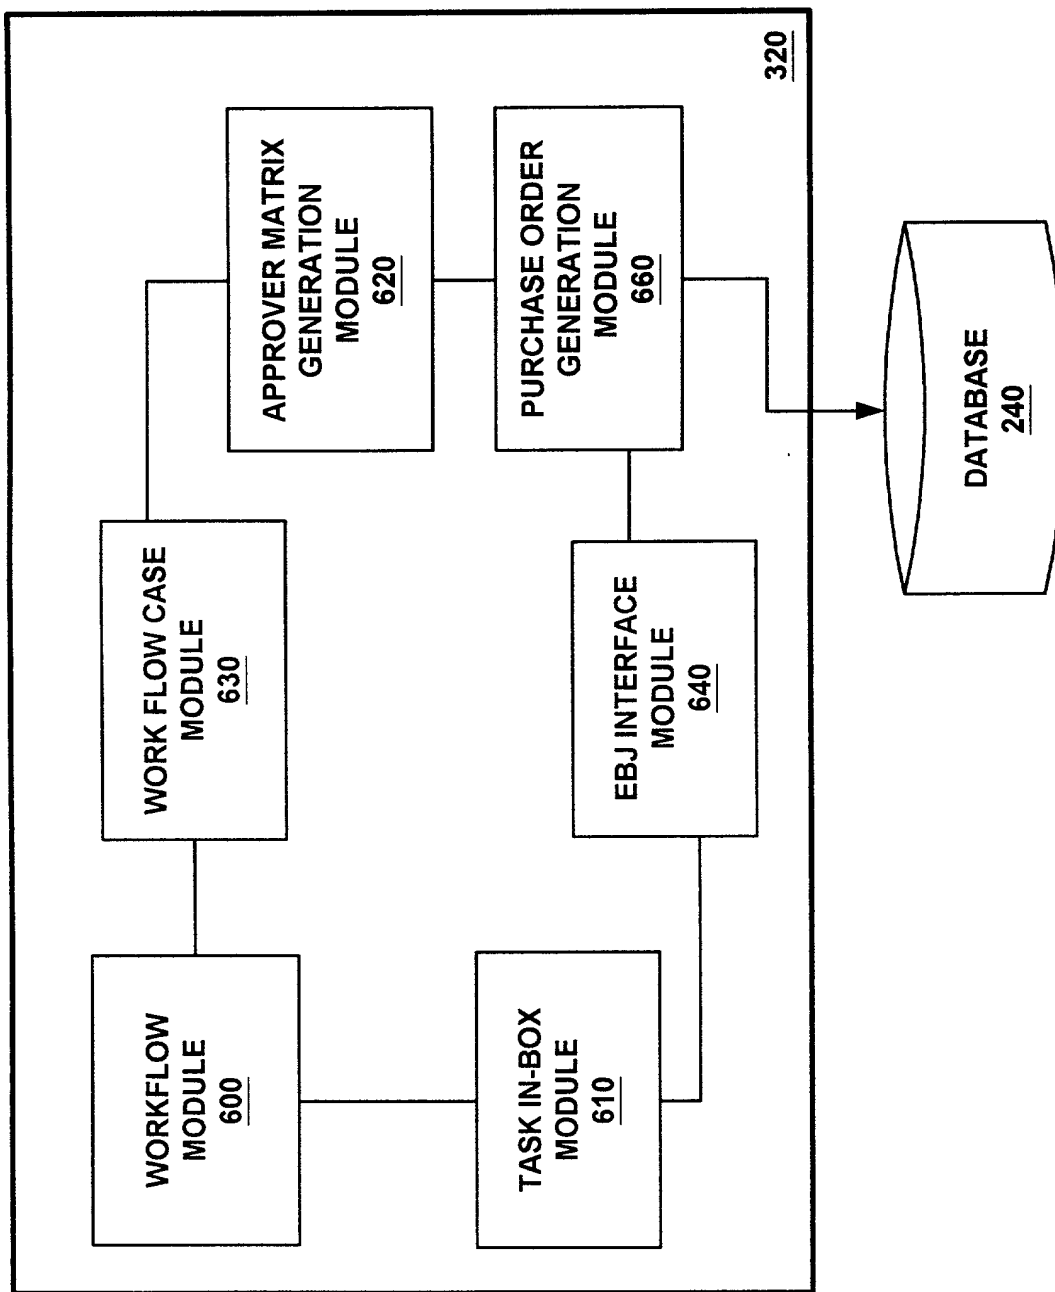 WORKFLOW
MODULE
600
WORK FLOW CASE
MODULE
630
APPROVER MATRIX
GENERATION
MODULE
620
TASK IN-BOX
MODULE
610
EBJ INTERFACE
MODULE
640
PURCHASE ORDER
GENERATION
MODULE
660
320
DATABASE
240